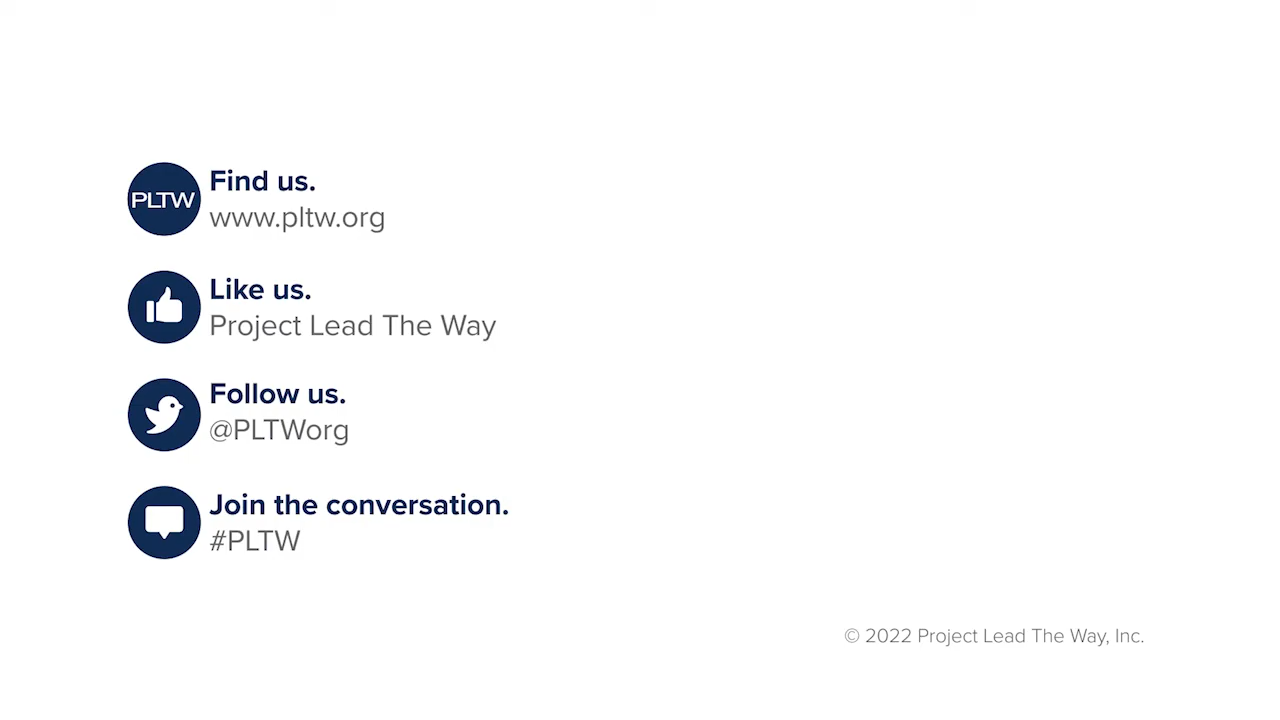 PLTW
Find us.
www.pltw.org
Like us.
Project Lead The Way
Follow us.
@PLTWorg
Join the conversation.
#PLTW
© 2022 Project Lead The Way, Inc.